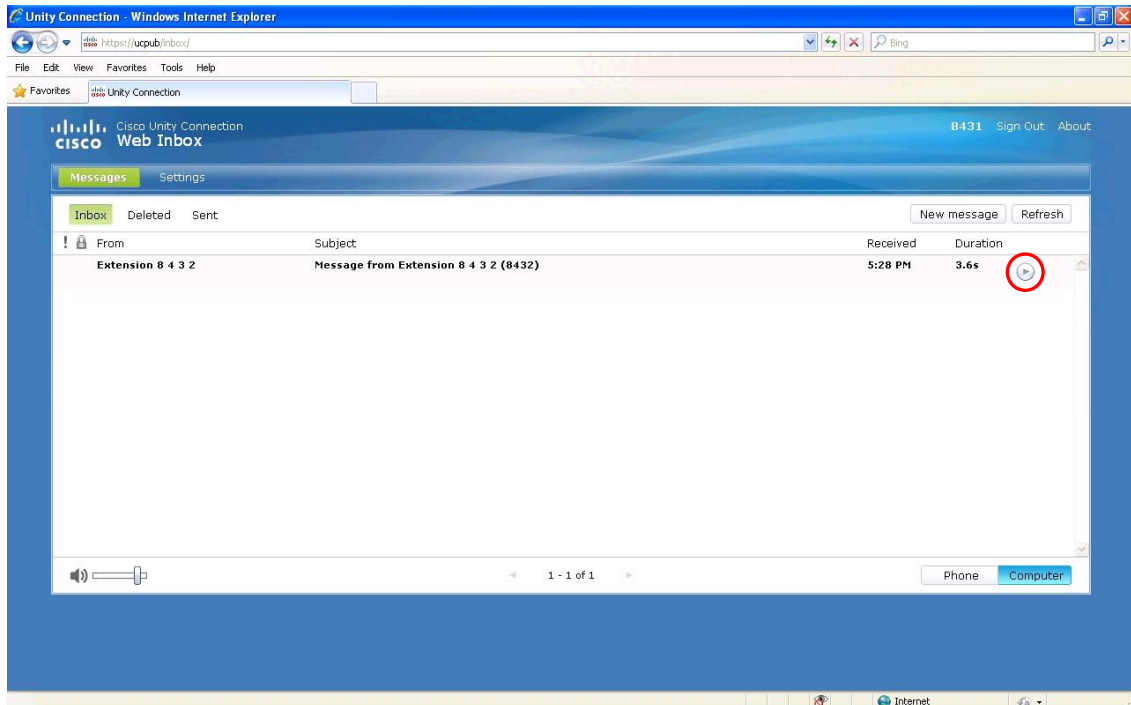 Unity Connection - Windows Internet Explorer
https://ucpub/inbox/
Bing
File Edit View Favorites Tools Help
Favorites
Unity Connection
cisco
Cisco Unity Connection
Web Inbox
8431 Sign Out About
Messages Settings
Inbox Deleted Sent
New message Refresh
! From Subject Received Duration
Extension 8 4 3 2 Message from Extension 8 4 3 2 (8432) 5:28 PM 3.6s
1 - 1 of 1
Phone Computer
Internet